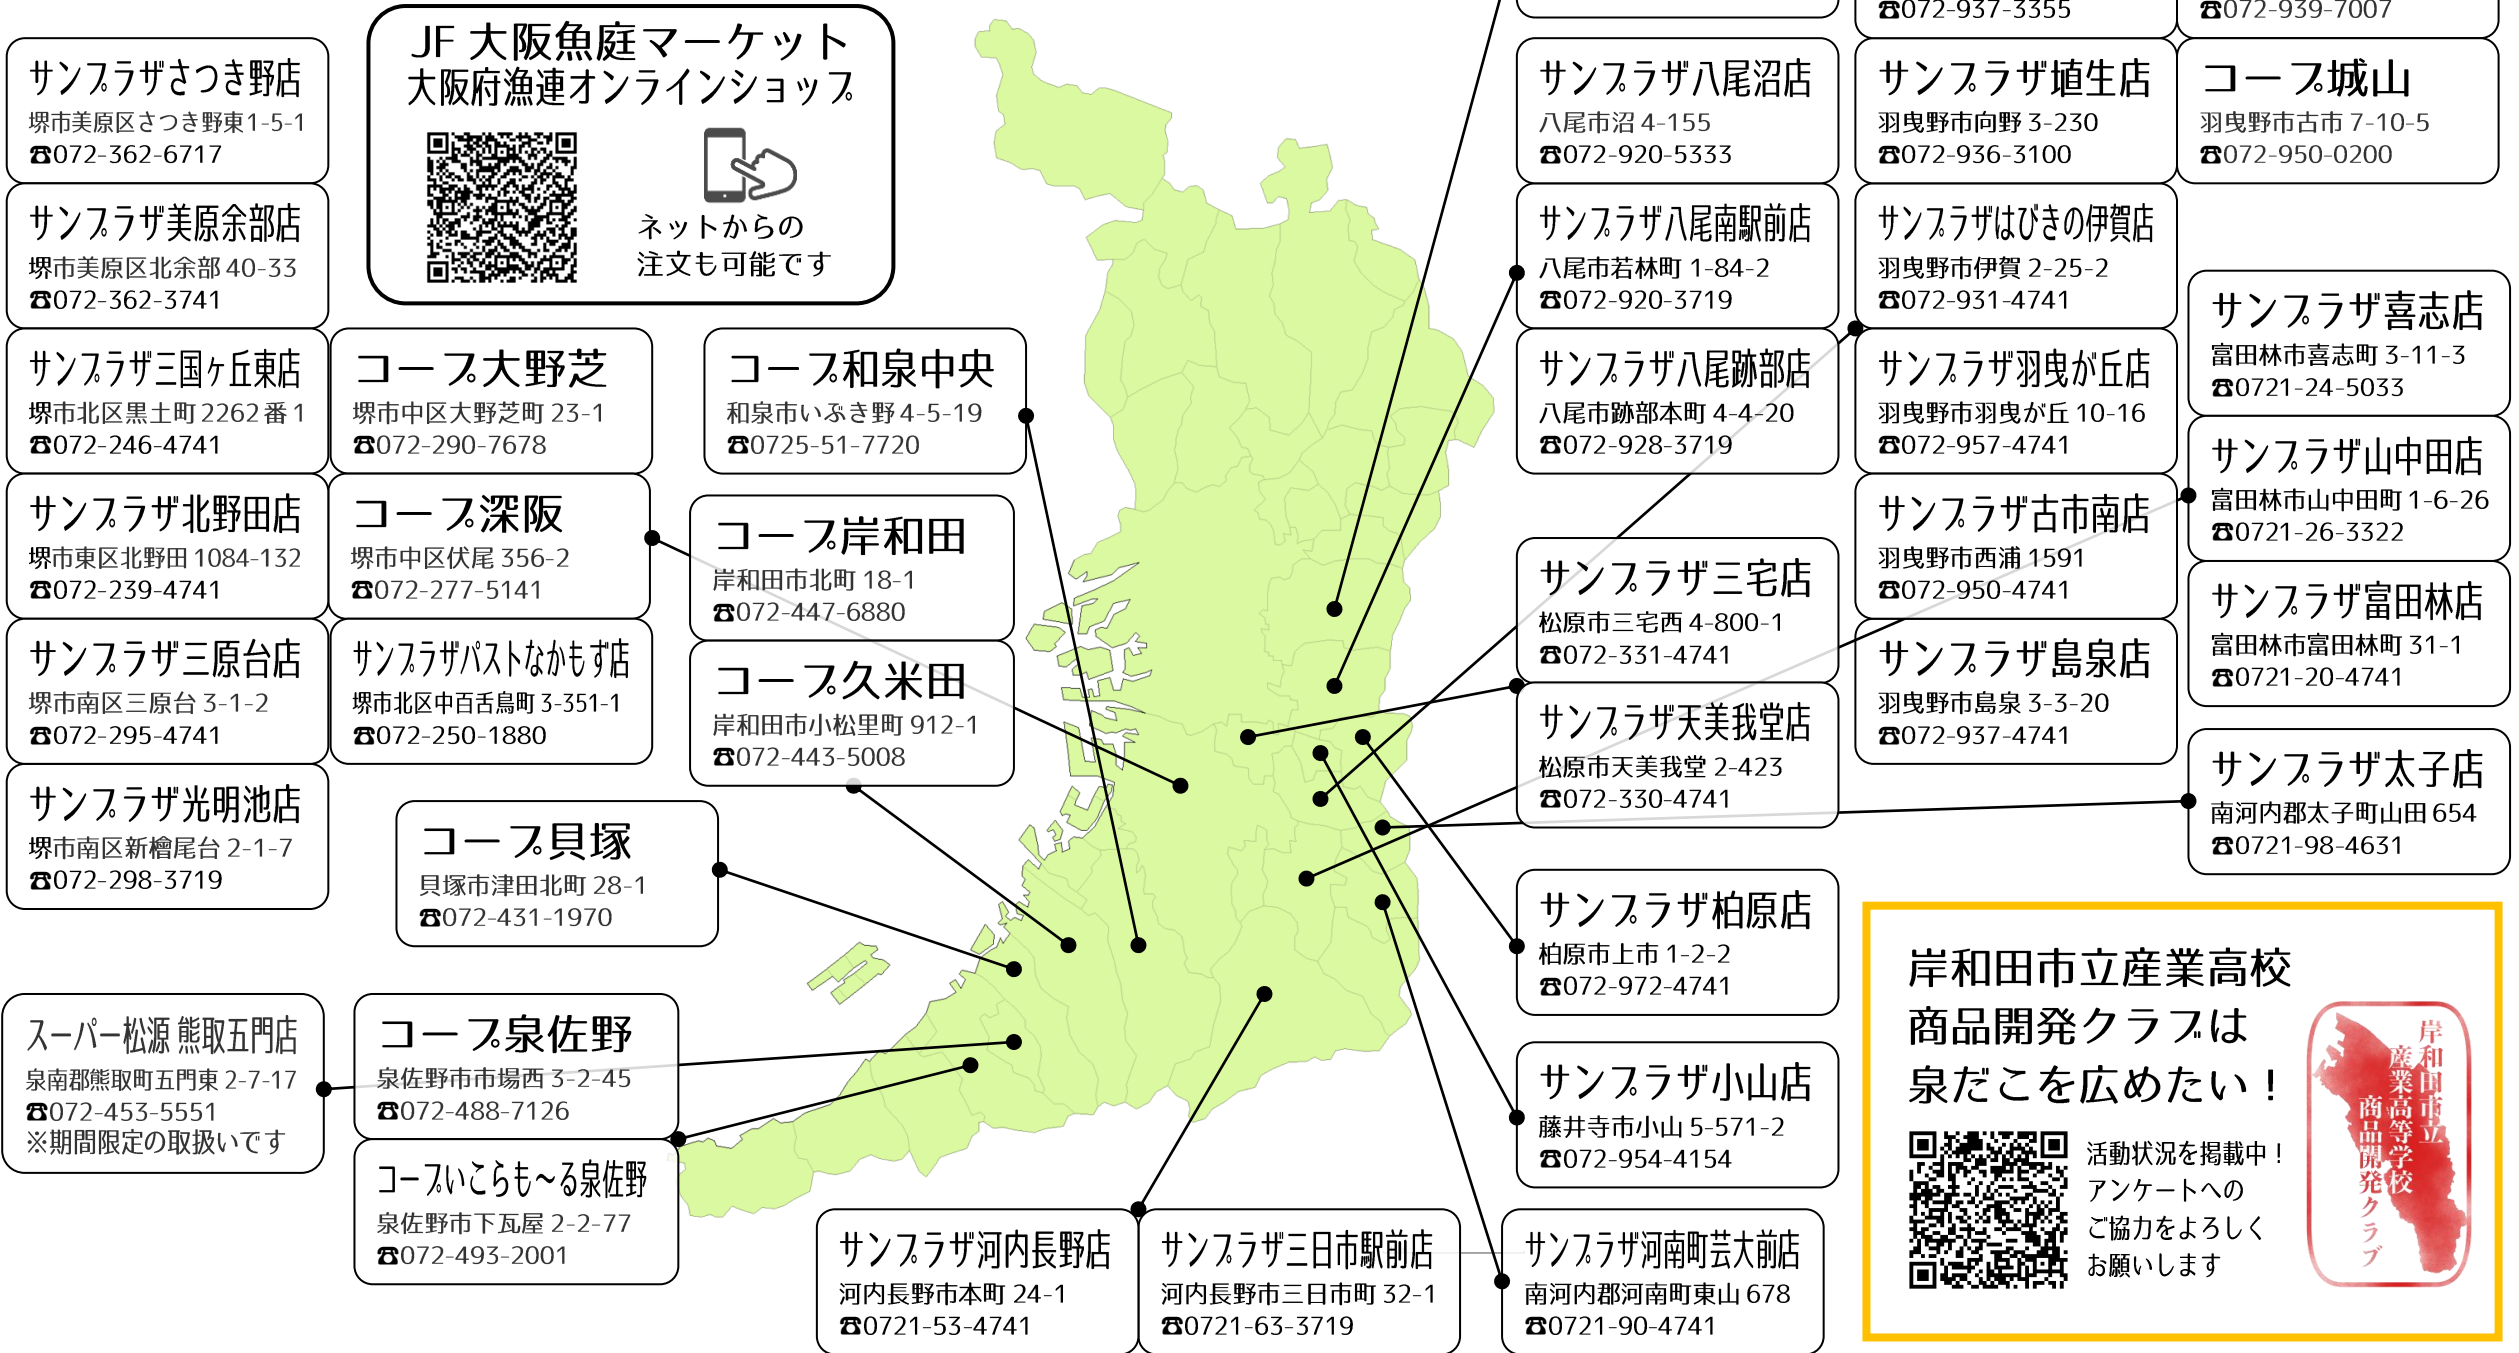 ☎072-937-3355
☎072-939-7007
JF 大阪魚庭マーケット
大阪府漁連オンラインショップ
ネットからの
注文も可能です
サンプラザさつき野店
堺市美原区さつき野東1-5-1
☎072-362-6717
サンプラザ美原余部店
堺市美原区北余部 40-33
☎072-362-3741
サンプラザ三国ヶ丘東店
堺市北区黒土町 2262 番 1
☎072-246-4741
サンプラザ北野田店
堺市東区北野田 1084-132
☎072-239-4741
サンプラザ三原台店
堺市南区三原台 3-1-2
☎072-295-4741
サンプラザ光明池店
堺市南区新檜尾台 2-1-7
☎072-298-3719
コープ大野芝
堺市中区大野芝町 23-1
☎072-290-7678
コープ深阪
堺市中区伏尾 356-2
☎072-277-5141
サンプラザパストなかもず店
堺市北区中百舌鳥町 3-351-1
☎072-250-1880
コープ和泉中央
和泉市いぶき野 4-5-19
☎0725-51-7720
コープ岸和田
岸和田市北町 18-1
☎072-447-6880
コープ久米田
岸和田市小松里町 912-1
☎072-443-5008
コープ貝塚
貝塚市津田北町 28-1
☎072-431-1970
スーパー松源 熊取五門店
泉南郡熊取町五門東 2-7-17
☎072-453-5551
※期間限定の取扱いです
コープ泉佐野
泉佐野市市場西 3-2-45
☎072-488-7126
コープいこらも～る泉佐野
泉佐野市下瓦屋 2-2-77
☎072-493-2001
サンプラザ河内長野店
河内長野市本町 24-1
☎0721-53-4741
サンプラザ三日市駅前店
河内長野市三日市町 32-1
☎0721-63-3719
サンプラザ河南町芸大前店
南河内郡河南町東山 678
☎0721-90-4741
サンプラザ八尾沼店
八尾市沼 4-155
☎072-920-5333
サンプラザ八尾南駅前店
八尾市若林町 1-84-2
☎072-920-3719
サンプラザ八尾跡部店
八尾市跡部本町 4-4-20
☎072-928-3719
サンプラザ三宅店
松原市三宅西 4-800-1
☎072-331-4741
サンプラザ天美我堂店
松原市天美我堂 2-423
☎072-330-4741
サンプラザ柏原店
柏原市上市 1-2-2
☎072-972-4741
サンプラザ小山店
藤井寺市小山 5-571-2
☎072-954-4154
サンプラザ埴生店
羽曳野市向野 3-230
☎072-936-3100
サンプラザはびきの伊賀店
羽曳野市伊賀 2-25-2
☎072-931-4741
サンプラザ羽曳が丘店
羽曳野市羽曳が丘 10-16
☎072-957-4741
サンプラザ古市南店
羽曳野市西浦 1591
☎072-950-4741
サンプラザ島泉店
羽曳野市島泉 3-3-20
☎072-937-4741
コープ城山
羽曳野市古市 7-10-5
☎072-950-0200
サンプラザ喜志店
富田林市喜志町 3-11-3
☎0721-24-5033
サンプラザ山中田店
富田林市山中田町 1-6-26
☎0721-26-3322
サンプラザ富田林店
富田林市富田林町 31-1
☎0721-20-4741
サンプラザ太子店
南河内郡太子町山田 654
☎0721-98-4631
岸和田市立産業高校
商品開発クラブは
泉だこを広めたい！
活動状況を掲載中！
アンケートへの
ご協力をよろしく
お願いします
岸和田市立
産業高等学校
商品開発クラブ